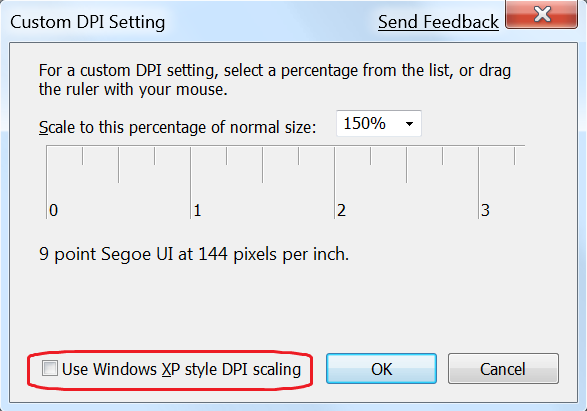 Custom DPI Setting
Send Feedback
For a custom DPI setting, select a percentage from the list, or drag
the ruler with your mouse.
Scale to this percentage of normal size: 150%
0 1 2 3
9 point Segoe UI at 144 pixels per inch.
Use Windows XP style DPI scaling
OK
Cancel